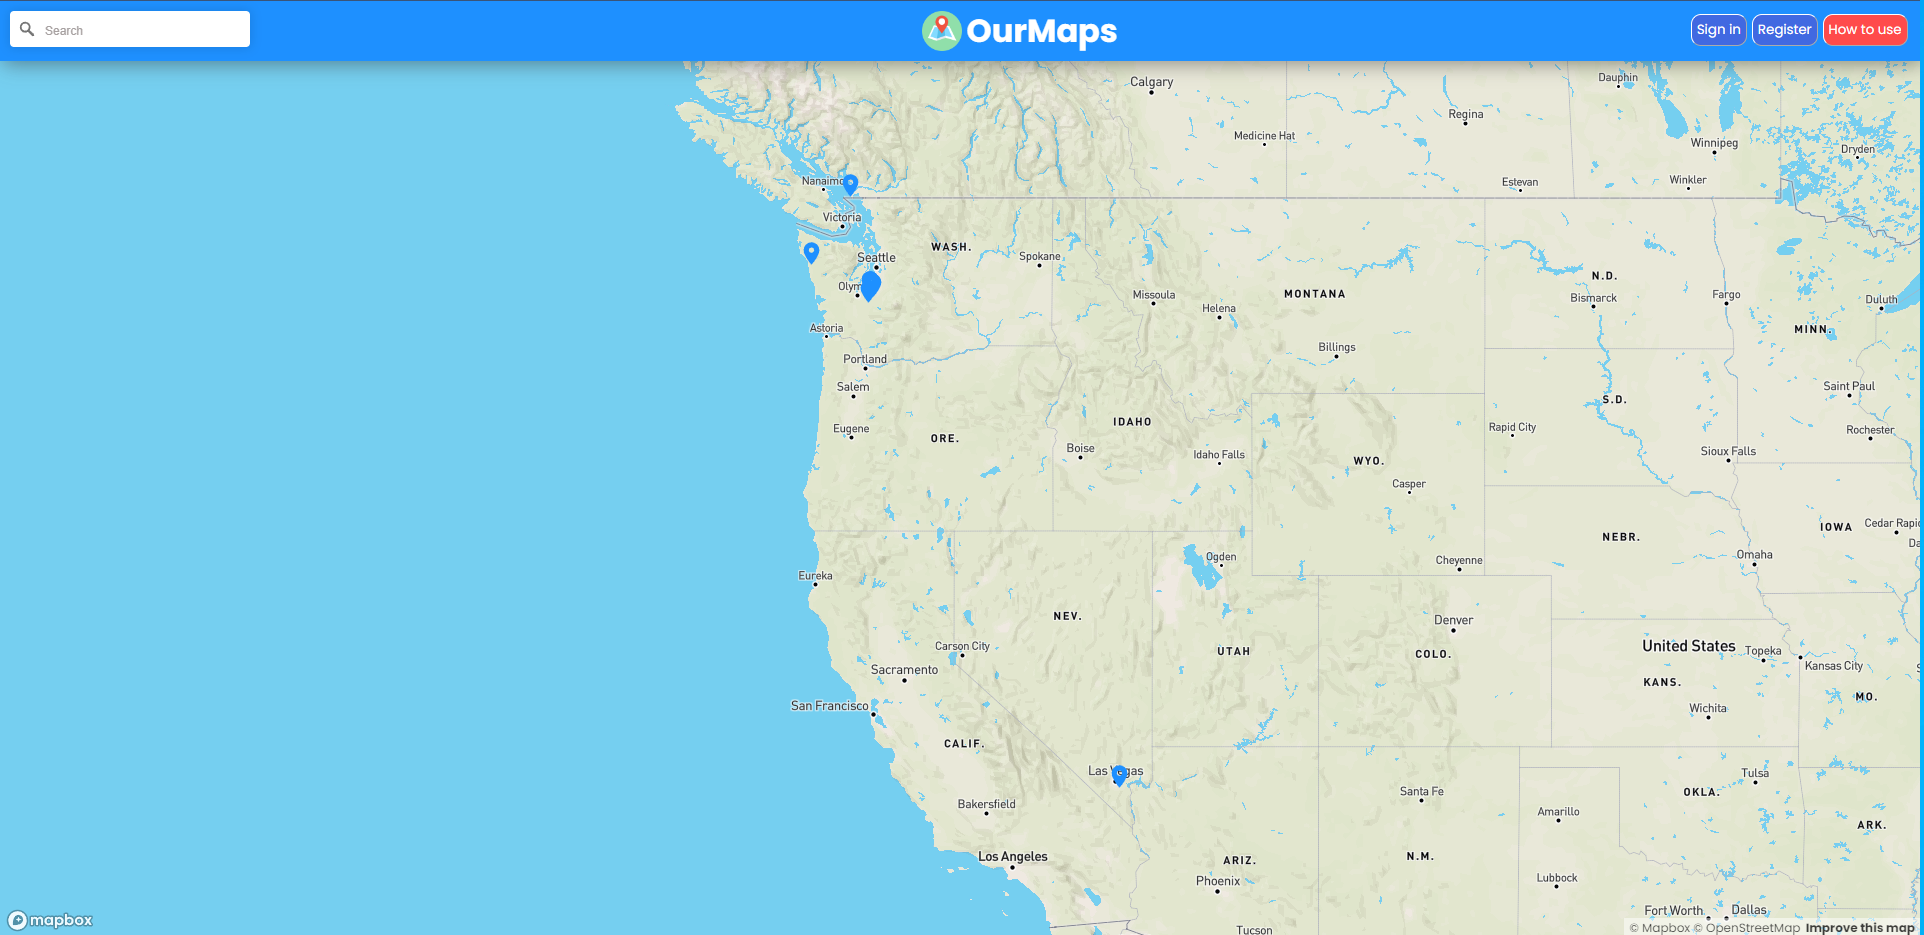 Search
OurMaps
Sign in
Register
How to use
Calgary
Dauphin
Regina
Medicine Hat
Winnipeg
Dryden
Nanaimo
Estevan
Winkler
Victoria
WASH.
Seattle
Spokane
N.D.
Missoula
MONTANA
Bismarck
Fargo
Duluth
Helena
Astoria
MINN.
Billings
Portland
Salem
Saint Paul
S.D.
IDAHO
Eugene
ORE.
Rapid City
Rochester
Boise
Idaho Falls
Sioux Falls
WYO.
Casper
IOWA
Cedar Rapid
NEBR.
Ogden
Cheyenne
Omaha
Eureka
NEV.
Denver
Carson City
UTAH
COLO.
United States
Topeka
Kansas City
Sacramento
KANS.
MO.
San Francisco
Wichita
CALIF.
Las Vegas
Tulsa
Santa Fe
OKLA.
Bakersfield
Amarillo
ARK.
Los Angeles
ARIZ.
N.M.
Phoenix
Lubbock
Fort Worth
Dallas
mapbox
Tucson
© Mapbox © OpenStreetMap Improve this map